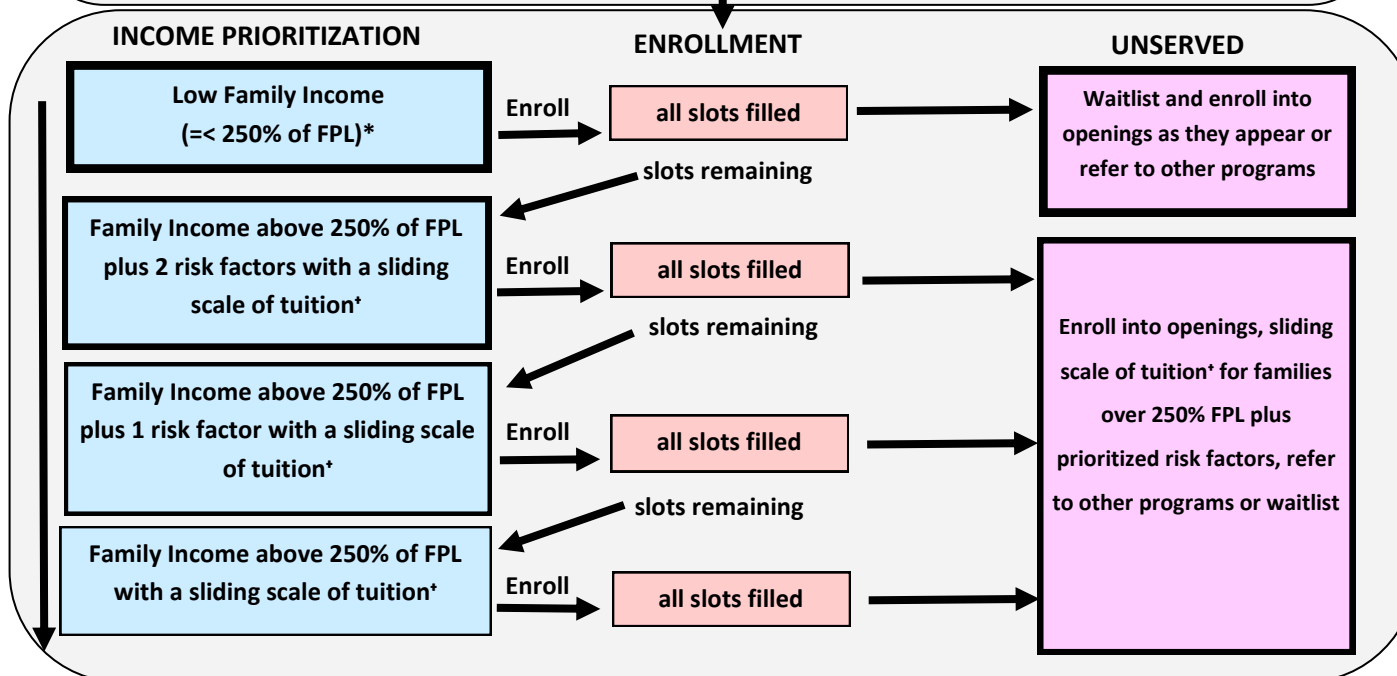 INCOME PRIORITIZATION
ENROLLMENT
UNSERVED
Low Family Income
(=< 250% of FPL)*
Enroll
all slots filled
Waitlist and enroll into
openings as they appear or
refer to other programs
slots remaining
Family Income above 250% of FPL
plus 2 risk factors with a sliding
scale of tuition⁺
Enroll
all slots filled
slots remaining
Enroll into openings, sliding
scale of tuition⁺ for families
over 250% FPL plus
prioritized risk factors, refer
to other programs or waitlist
Family Income above 250% of FPL
plus 1 risk factor with a sliding scale
of tuition⁺
Enroll
all slots filled
slots remaining
Family Income above 250% of FPL
with a sliding scale of tuition⁺
Enroll
all slots filled